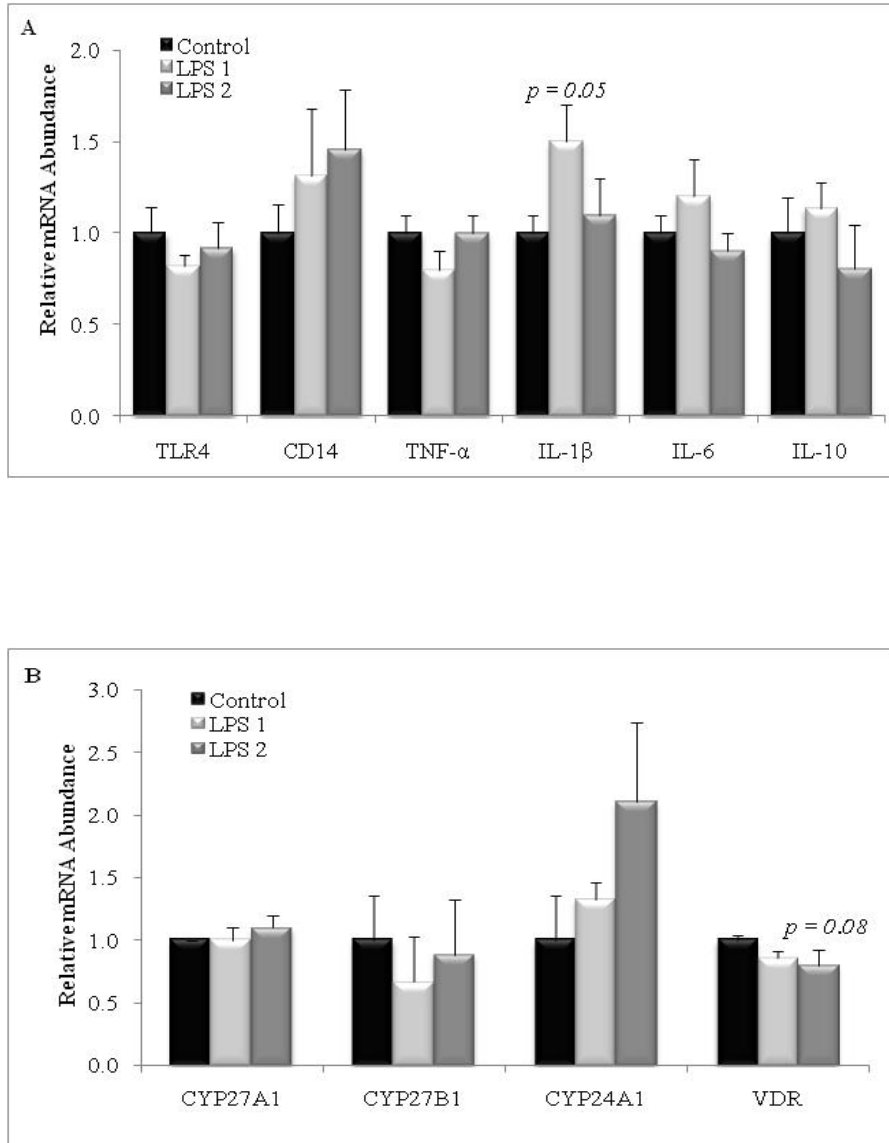 A
Control
LPS 1
LPS 2
2.0
1.5
1.0
0.5
0.0
Relative mRNA Abundance
p = 0.05
TLR4 CD14 TNF-α IL-1β IL-6 IL-10
B
Control
LPS 1
LPS 2
3.0
2.5
2.0
1.5
1.0
0.5
0.0
Relative mRNA Abundance
p = 0.08
CYP27A1 CYP27B1 CYP24A1 VDR